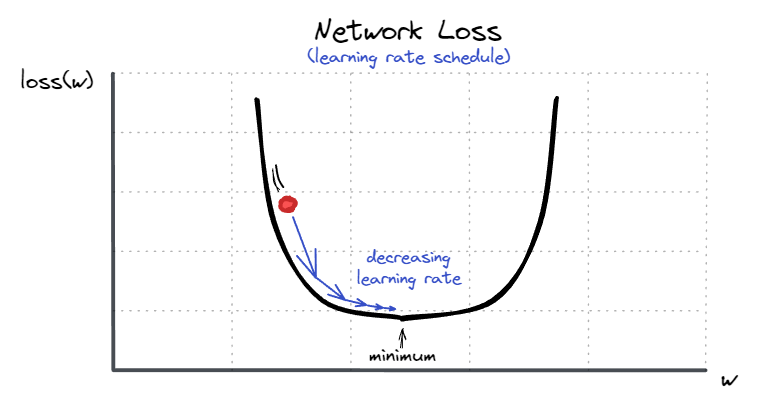 Network Loss
(learning rate schedule)
loss(w)
decreasing
learning rate
minimum
w